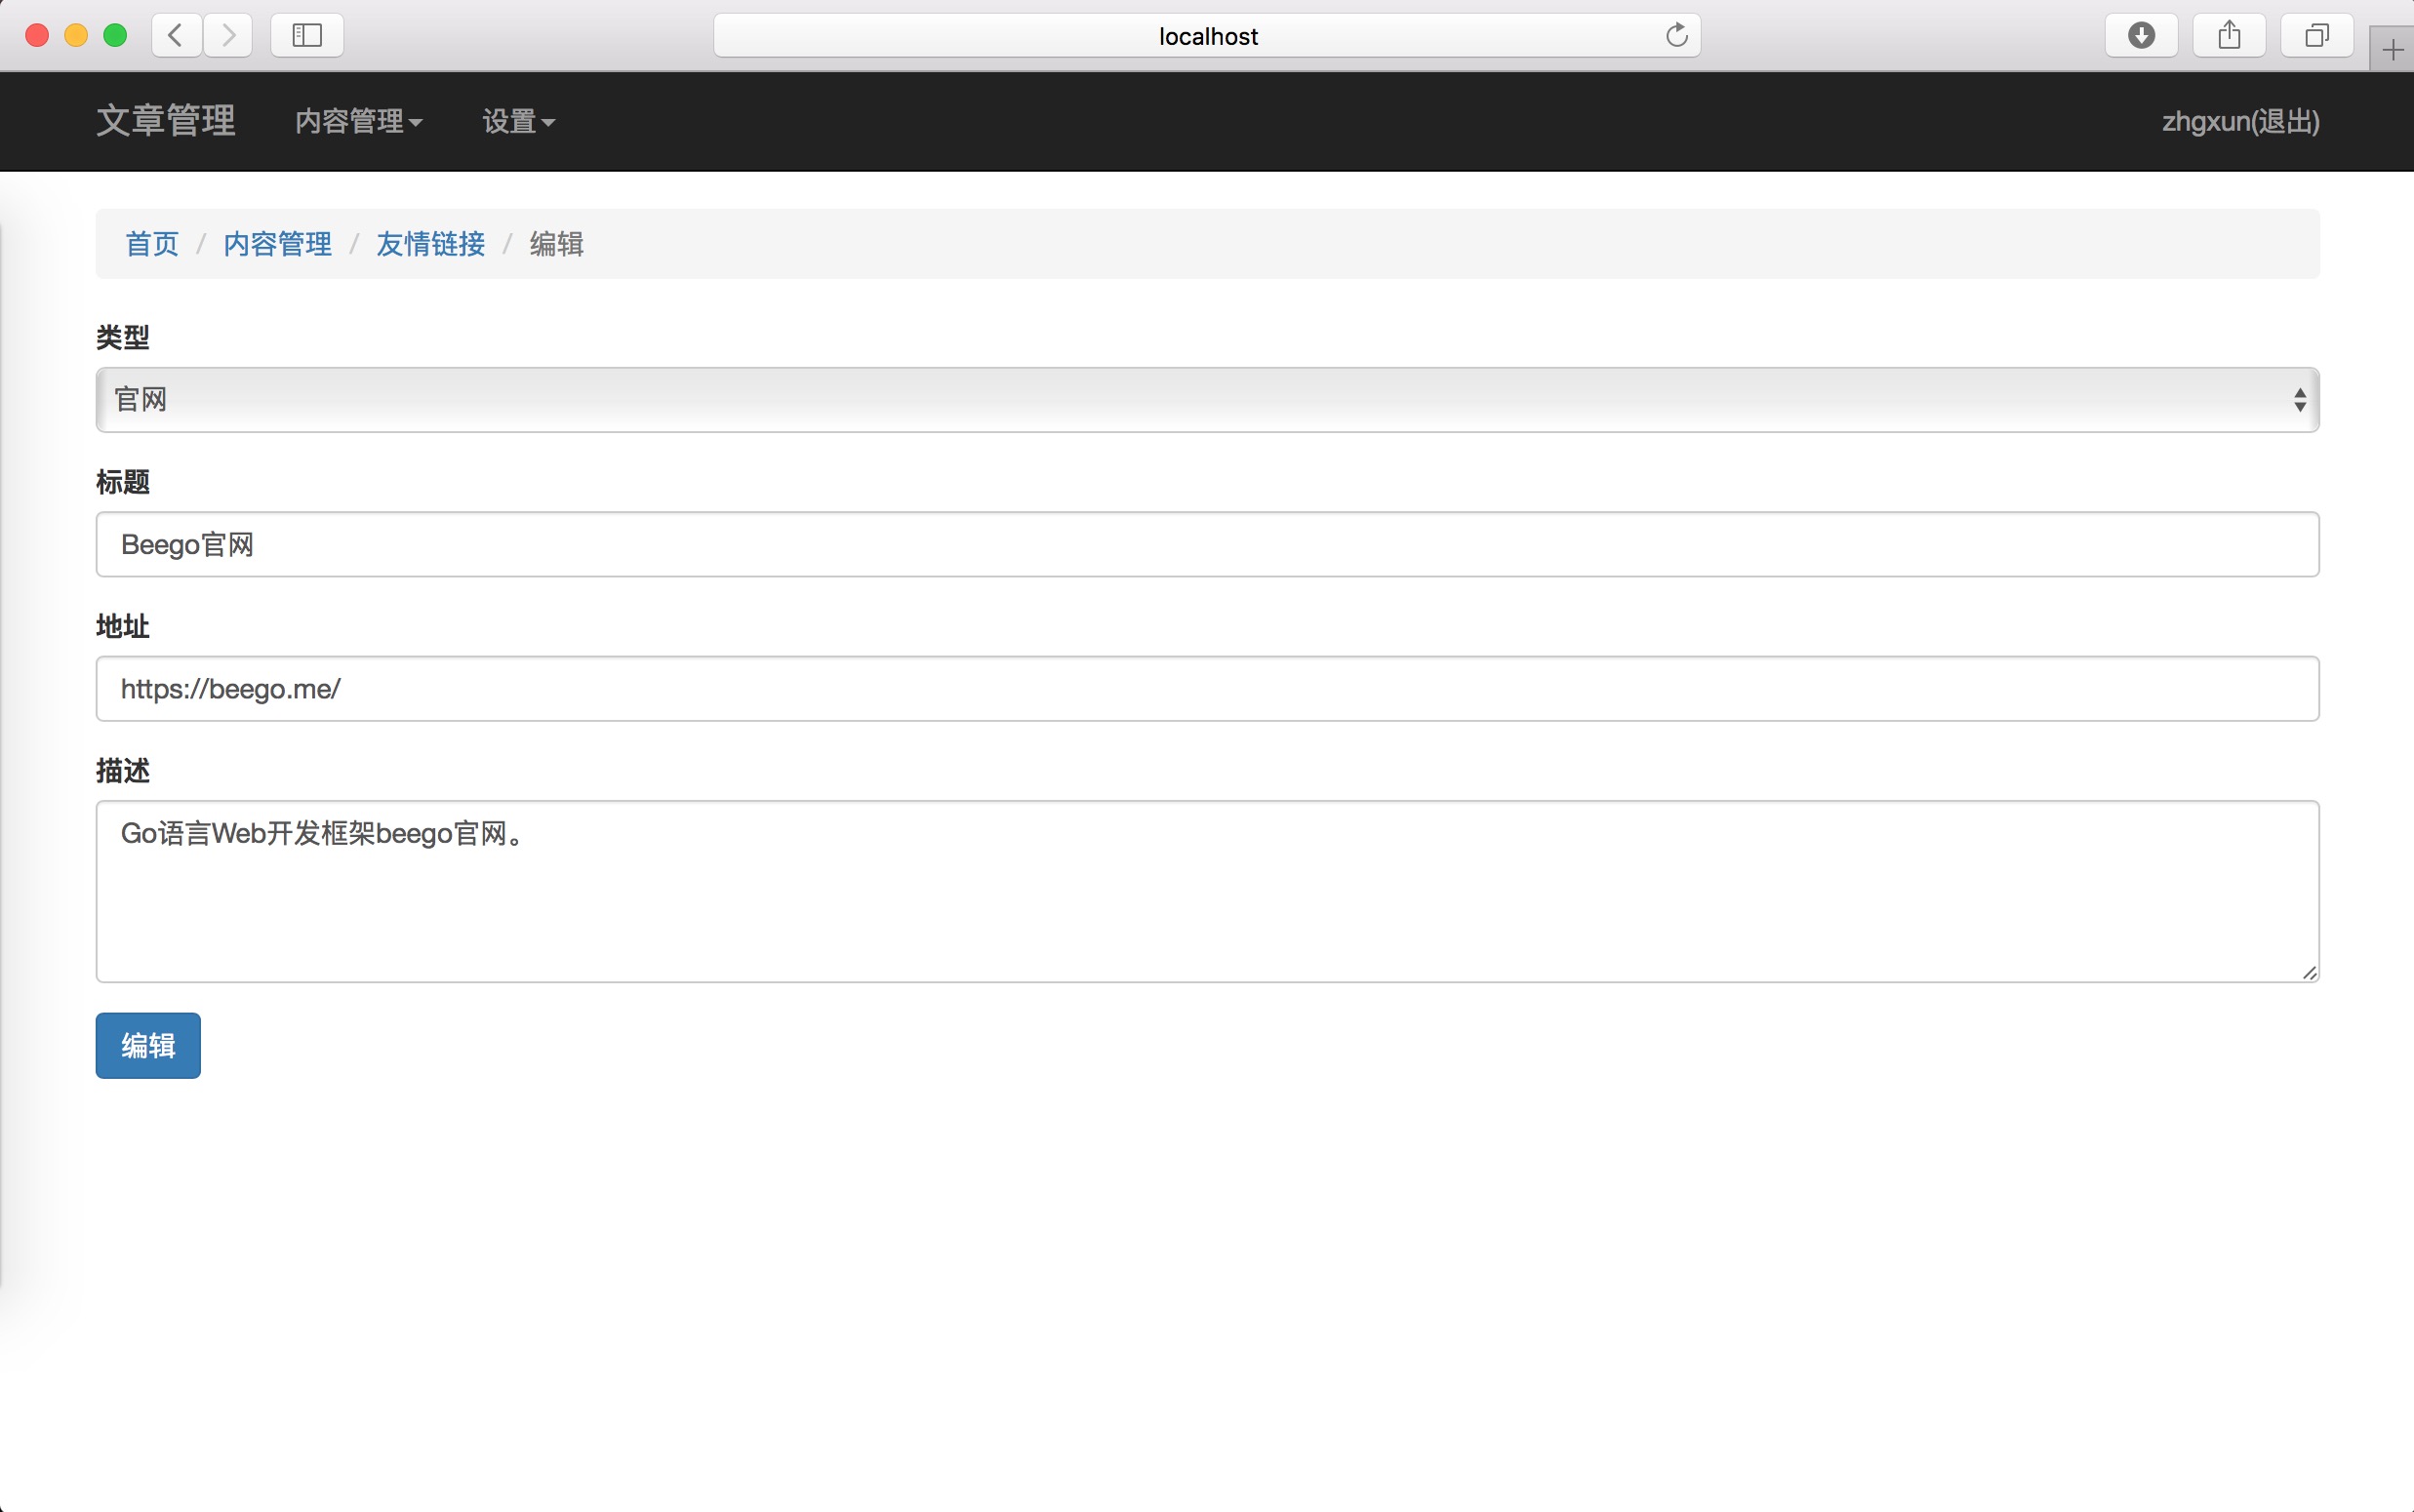 localhost
文章管理 内容管理 设置 zhgxun(退出)
首页 / 内容管理 / 友情链接 / 编辑
类型
官网
标题
Beego官网
地址
https://beego.me/
描述
Go语言Web开发框架beego官网。
编辑